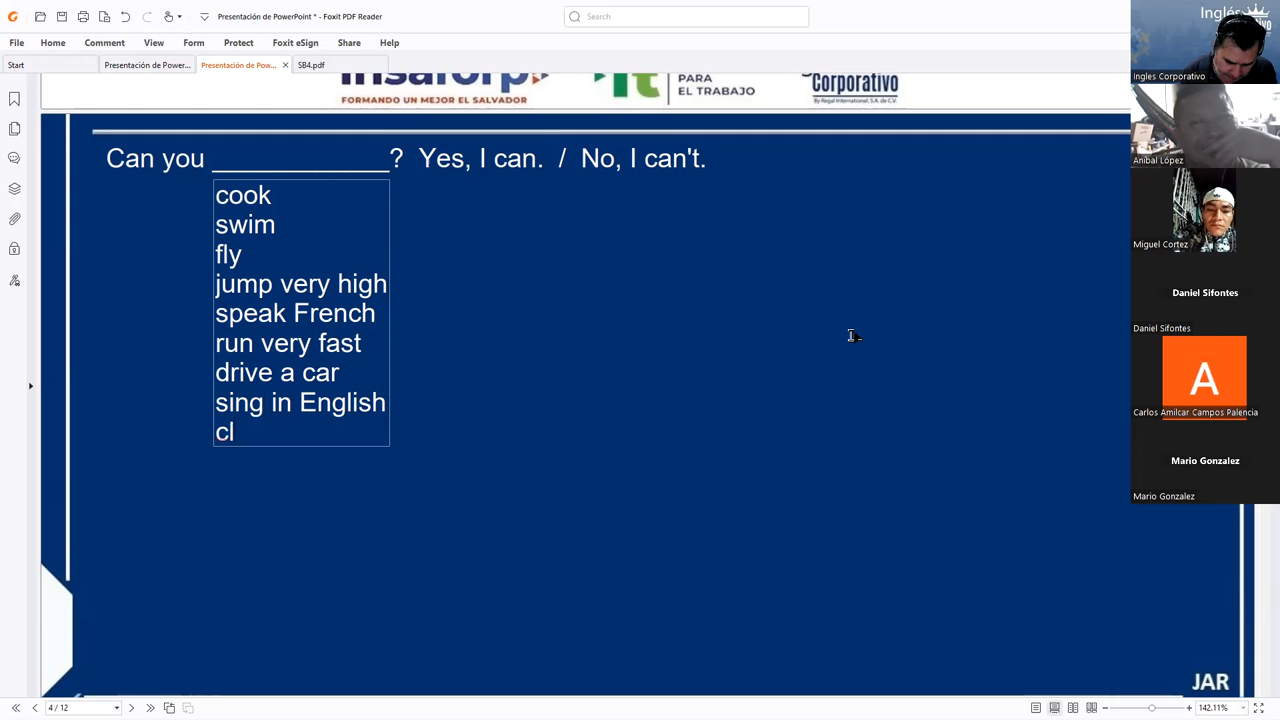 Presentación de PowerPoint * - Foxit PDF Reader
Search
File Home Comment View Form Protect Foxit eSign Share Help
Start Presentación de Power... Presentación de Pow... SB4.pdf
FORMANDO UN MEJOR EL SALVADOR
PARA
EL TRABAJO
Corporativo
By Regal International, S.A. de C.V.
Can you ____________? Yes, I can. / No, I can't.
cook
swim
fly
jump very high
speak French
run very fast
drive a car
sing in English
cl
JAR
4 / 12
142.11%
Inglés
Ingles Corporativo
Anibal López
Miguel Cortez
Daniel Sifontes
Daniel Sifontes
A
Carlos Amilcar Campos Palencia
Mario Gonzalez
Mario Gonzalez